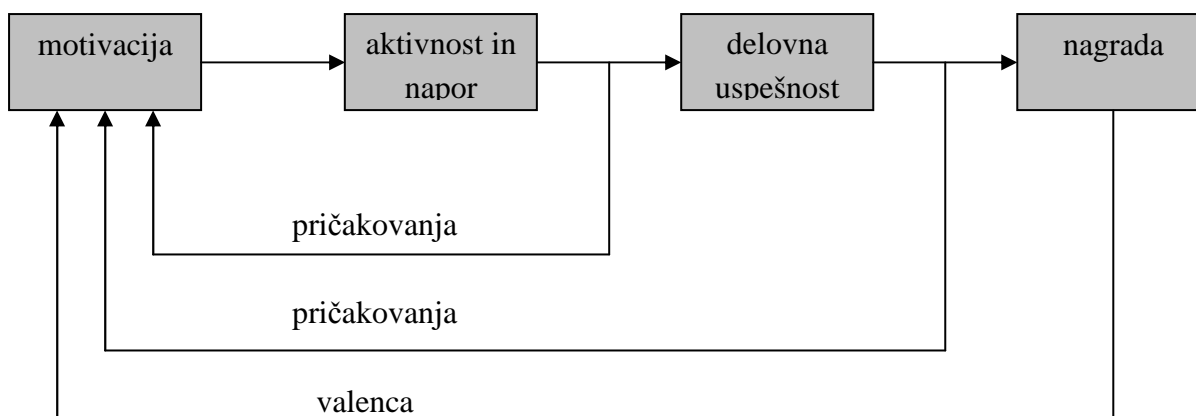 motivacija
aktivnost in
napor
delovna
uspešnost
nagrada
pričakovanja
pričakovanja
valenca